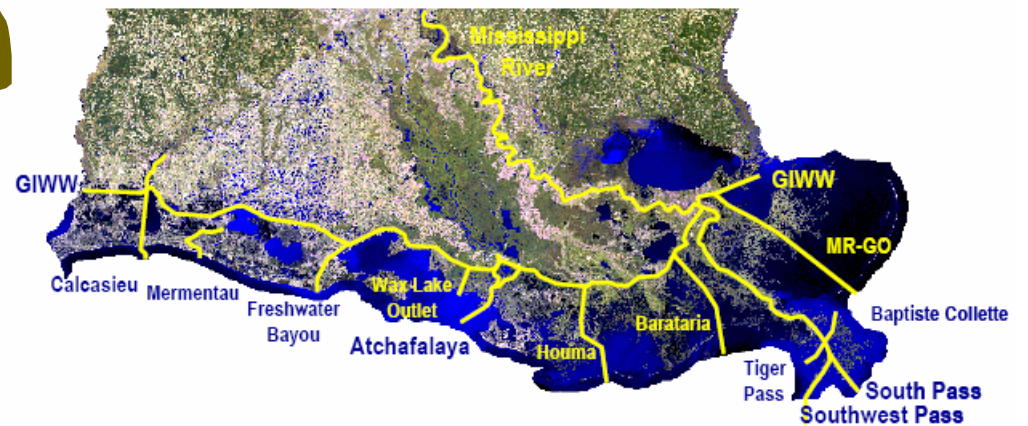 Mississippi
River
GIWW
GIWW
MR-GO
Calcasieu
Mermentau
Freshwater
Bayou
Wax Lake
Outlet
Atchafalaya
Houma
Barataria
Baptiste Collette
Tiger
Pass
South Pass
Southwest Pass